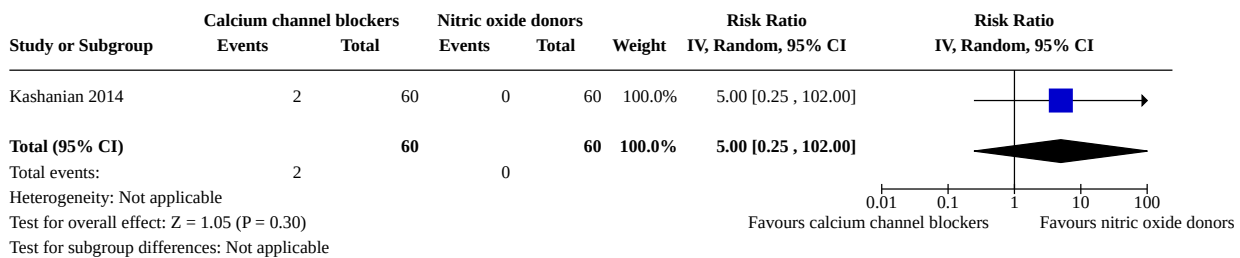 Calcium channel blockers Nitric oxide donors Risk Ratio Risk Ratio
Study or Subgroup Events Total Events Total Weight IV, Random, 95% CI IV, Random, 95% CI
Kashanian 2014 2 60 0 60 100.0% 5.00 [0.25 , 102.00]
Total (95% CI) 60 60 100.0% 5.00 [0.25 , 102.00]
Total events: 2 0
Heterogeneity: Not applicable
0.01 0.1 1 10 100
Test for overall effect: Z = 1.05 (P = 0.30)
Favours calcium channel blockers Favours nitric oxide donors
Test for subgroup differences: Not applicable